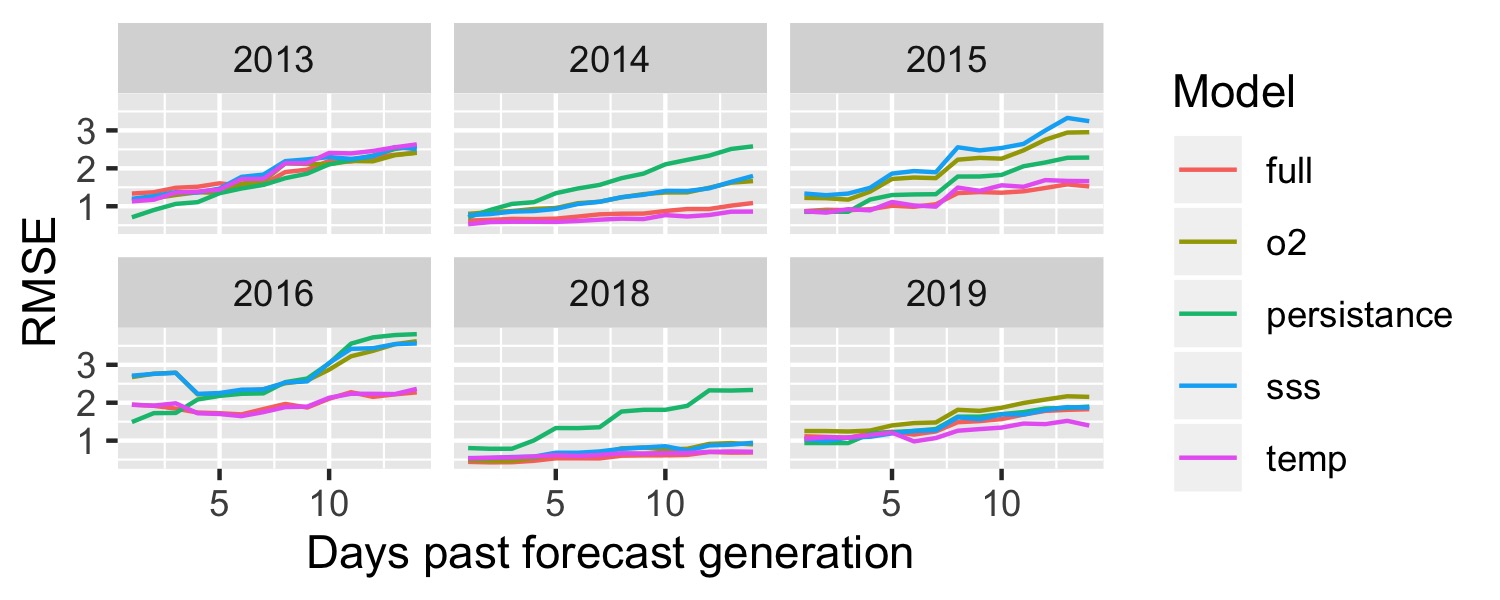 2013 2014 2015
Model
3
2
1
full
o2
RMSE
2016 2018 2019
persistance
3
2
1
sss
temp
5 10 5 10 5 10
Days past forecast generation